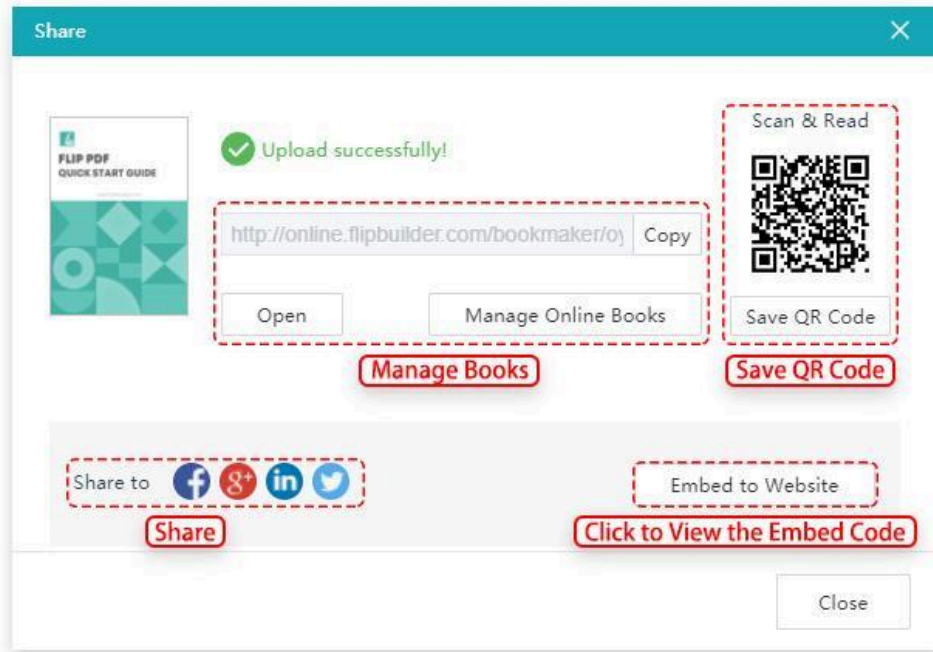 Share
Scan & Read
FLIP PDF
QUICK START GUIDE
Upload successfully!
http://online.flipbuilder.com/bookmaker/oy
Copy
Open
Manage Online Books
Save QR Code
Manage Books
Save QR Code
Share to
Embed to Website
Share
Click to View the Embed Code
Close